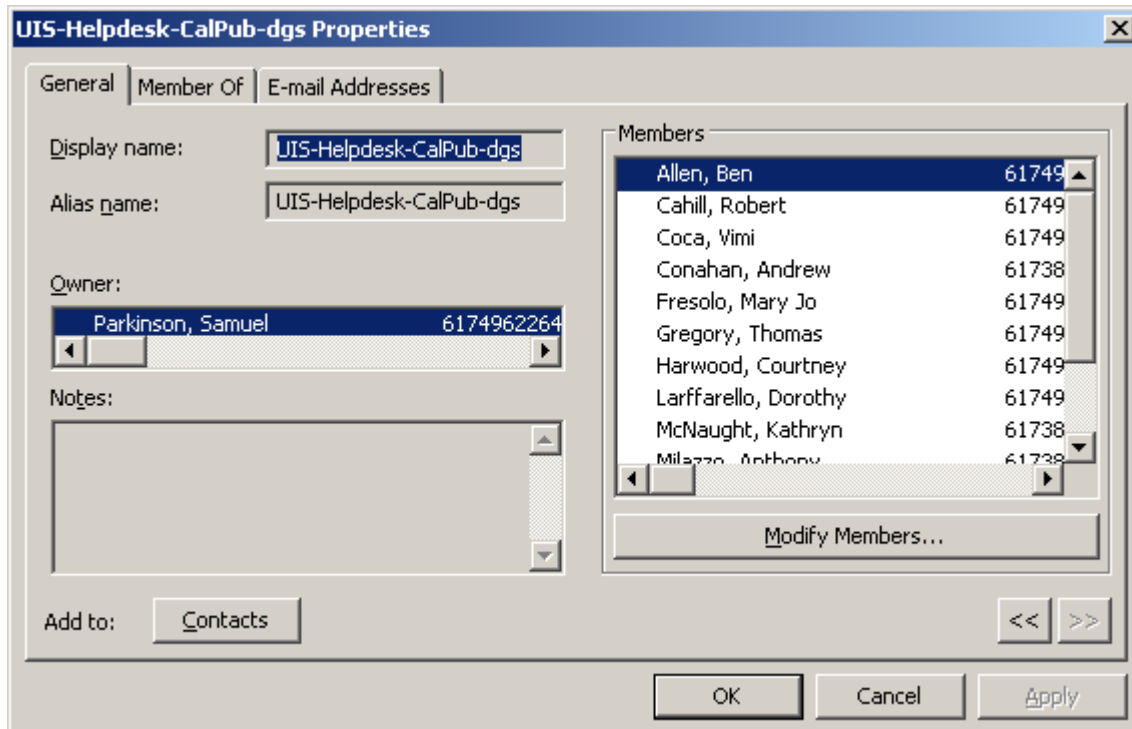 UIS-Helpdesk-CalPub-dgs Properties
General Member Of E-mail Addresses
Display name: UIS-Helpdesk-CalPub-dgs
Alias name: UIS-Helpdesk-CalPub-dgs
Owner:
Parkinson, Samuel 6174962264
Notes:
Members
Allen, Ben 61749
Cahill, Robert 61749
Coca, Vimi 61749
Conahan, Andrew 61738
Fresolo, Mary Jo 61749
Gregory, Thomas 61749
Harwood, Courtney 61749
Larffarello, Dorothy 61749
McNaught, Kathryn 61738
Milazzo, Anthony 61738
Modify Members...
Add to: Contacts
<< >>
OK Cancel Apply